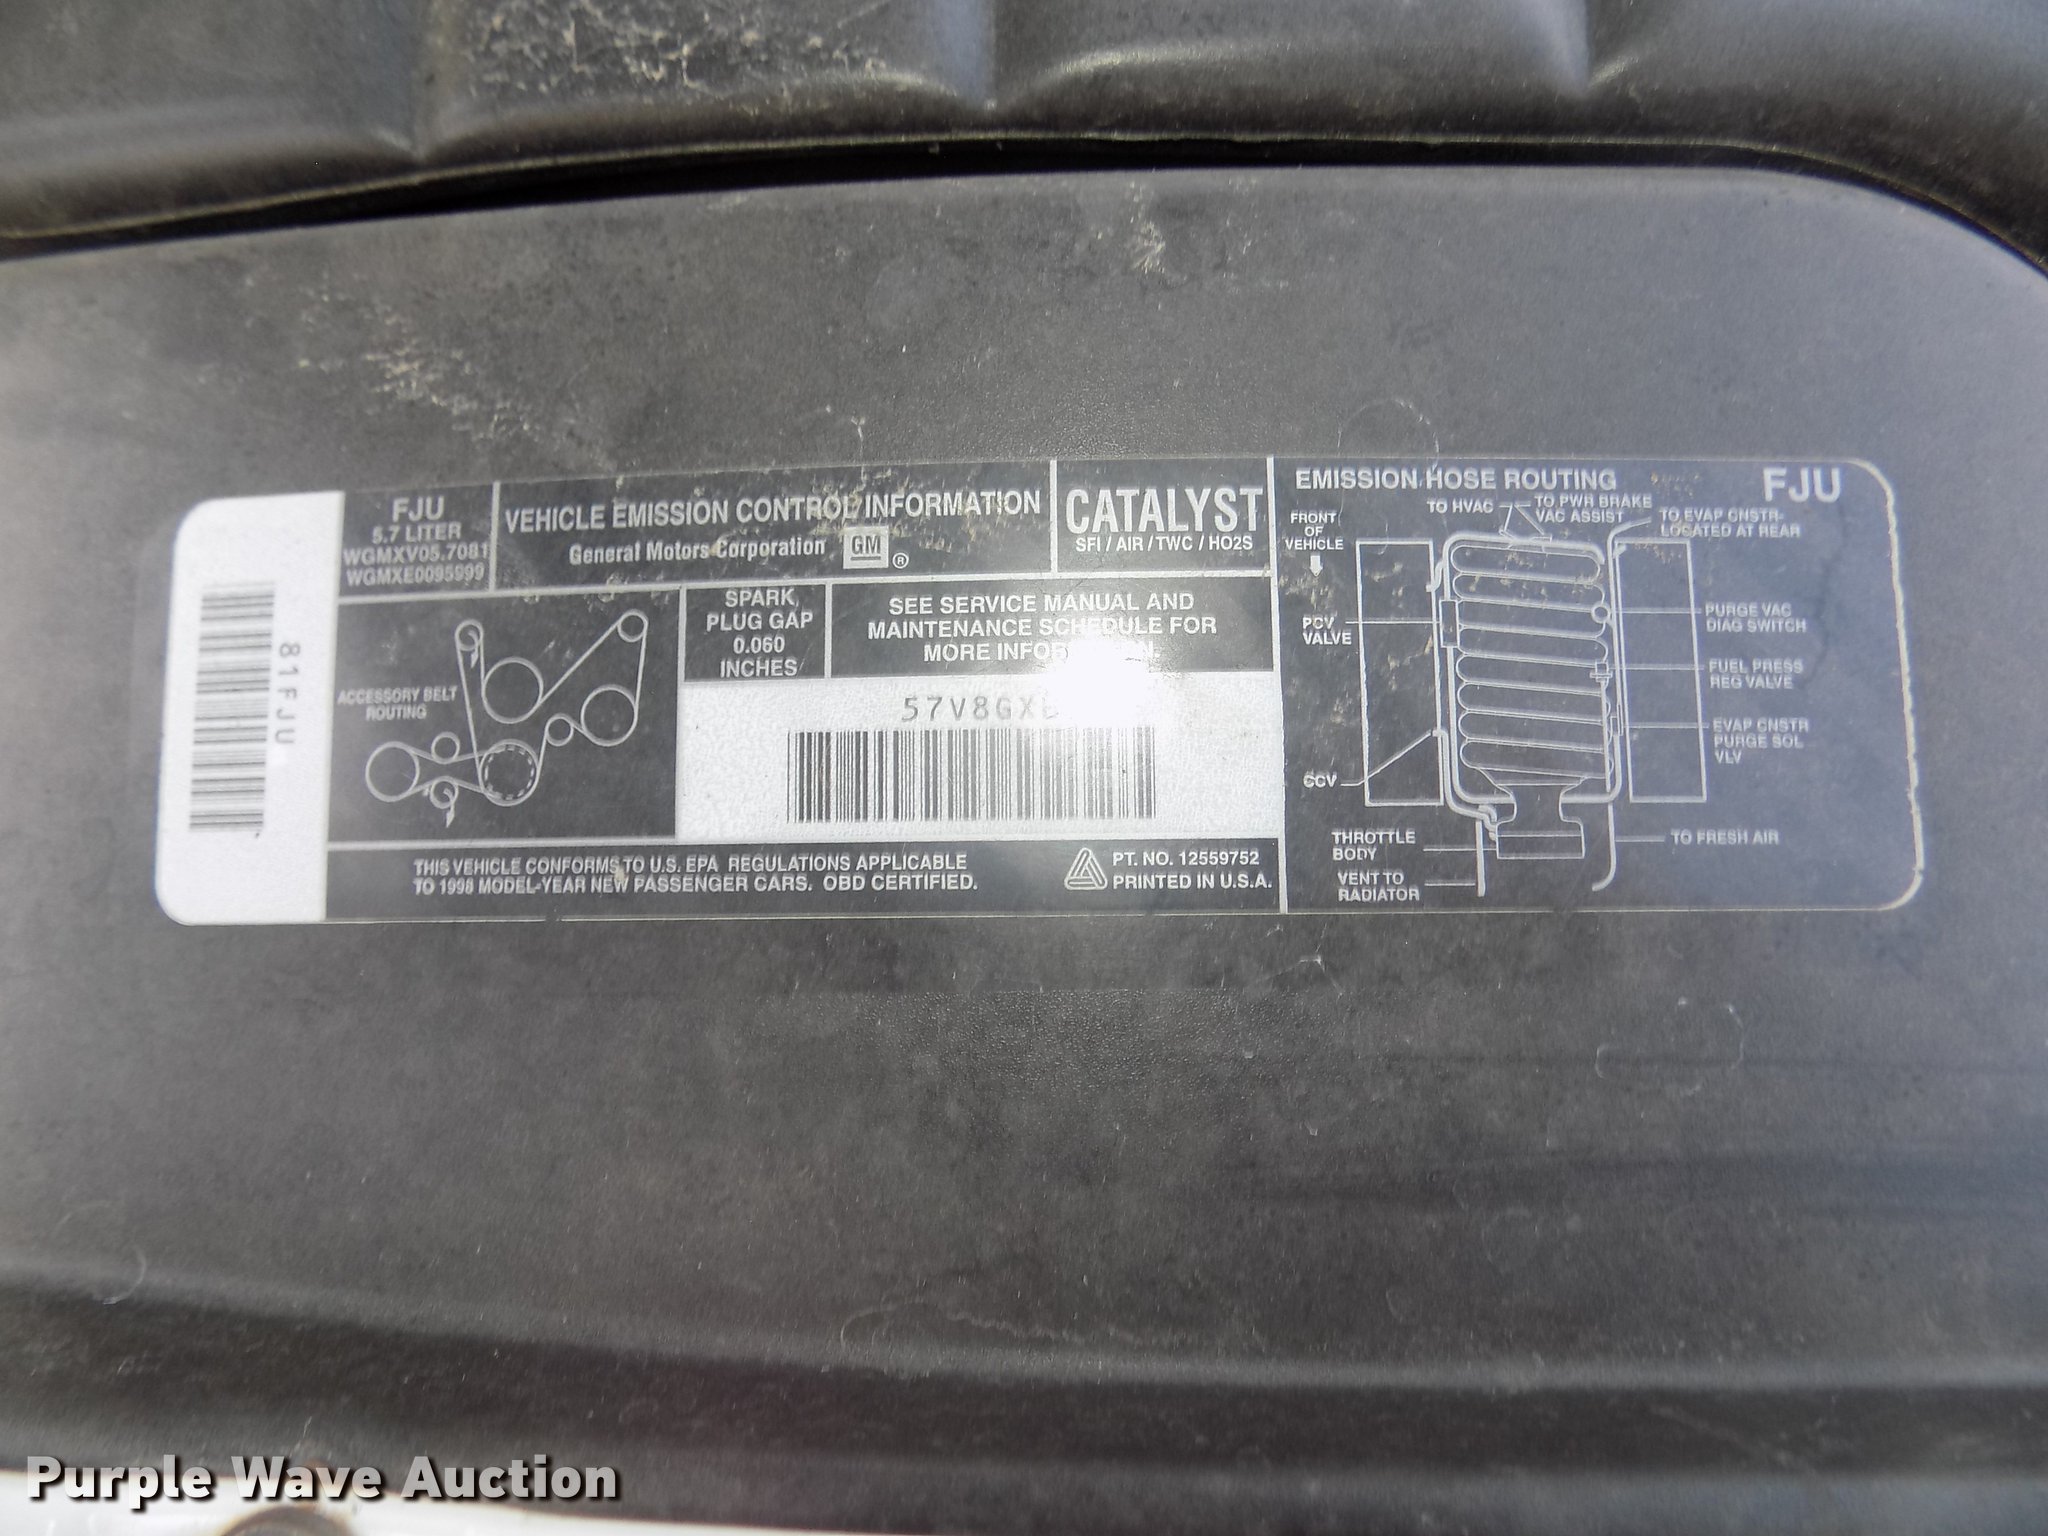 81FJU
FJU
5.7 LITER
WGMXV05.7081
WGMXE0095999
VEHICLE EMISSION CONTROL INFORMATION
General Motors Corporation GM ®
CATALYST
SFI / AIR / TWC / HO2S
ACCESSORY BELT
ROUTING
SPARK
PLUG GAP
0.060
INCHES
SEE SERVICE MANUAL AND
MAINTENANCE SCHEDULE FOR
MORE INFORMATION.
THIS VEHICLE CONFORMS TO U.S. EPA REGULATIONS APPLICABLE
TO 1998 MODEL-YEAR NEW PASSENGER CARS. OBD CERTIFIED.
PT. NO. 12559752
PRINTED IN U.S.A.
EMISSION HOSE ROUTING
FJU
FRONT
OF
VEHICLE
TO HVAC
TO PWR BRAKE
VAC ASSIST
TO EVAP CNSTR-
LOCATED AT REAR
PCV
VALVE
PURGE VAC
DIAG SWITCH
FUEL PRESS
REG VALVE
EVAP CNSTR
PURGE SOL
VLV
CCV
THROTTLE
BODY
VENT TO
RADIATOR
TO FRESH AIR
Purple Wave Auction